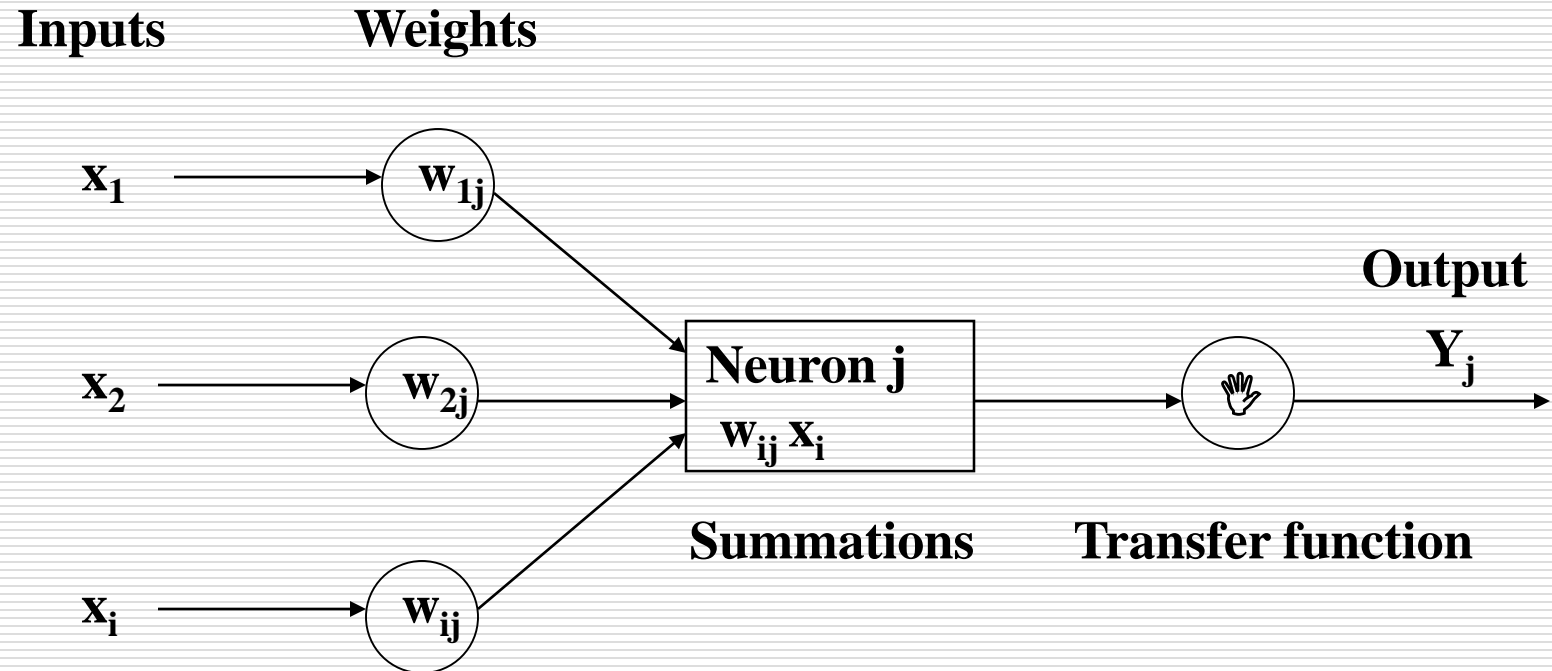 Inputs Weights
x₁ w₁ⱼ
Output
Yⱼ
x₂ w₂ⱼ Neuron j
wᵢⱼ xᵢ
Summations Transfer function
xᵢ wᵢⱼ